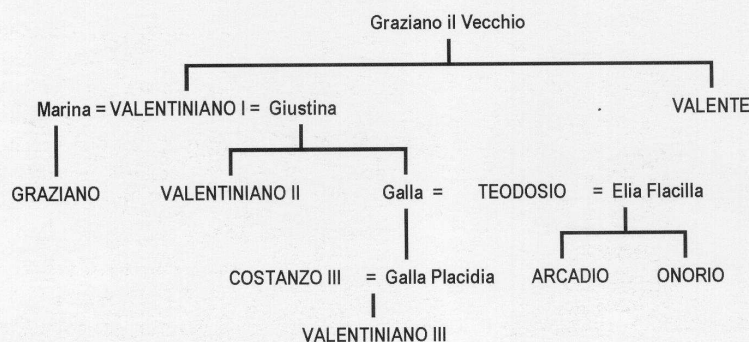 Graziano il Vecchio
Marina = VALENTINIANO I = Giustina VALENTE
GRAZIANO VALENTINIANO II Galla = TEODOSIO = Elia Flacilla
COSTANZO III = Galla Placidia ARCADIO ONORIO
VALENTINIANO III